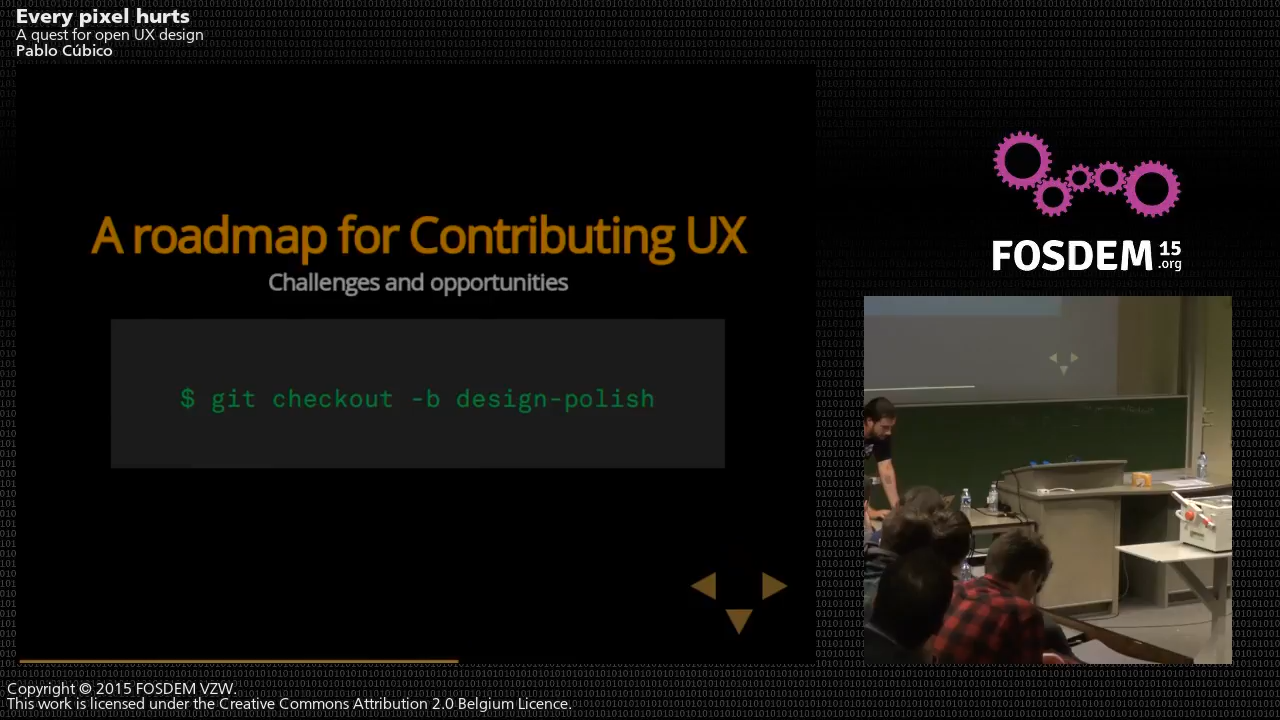 Every pixel hurts
A quest for open UX design
Pablo Cúbico
A roadmap for Contributing UX
Challenges and opportunities
$ git checkout -b design-polish
FOSDEM 15
.org
Copyright © 2015 FOSDEM VZW.
This work is licensed under the Creative Commons Attribution 2.0 Belgium Licence.